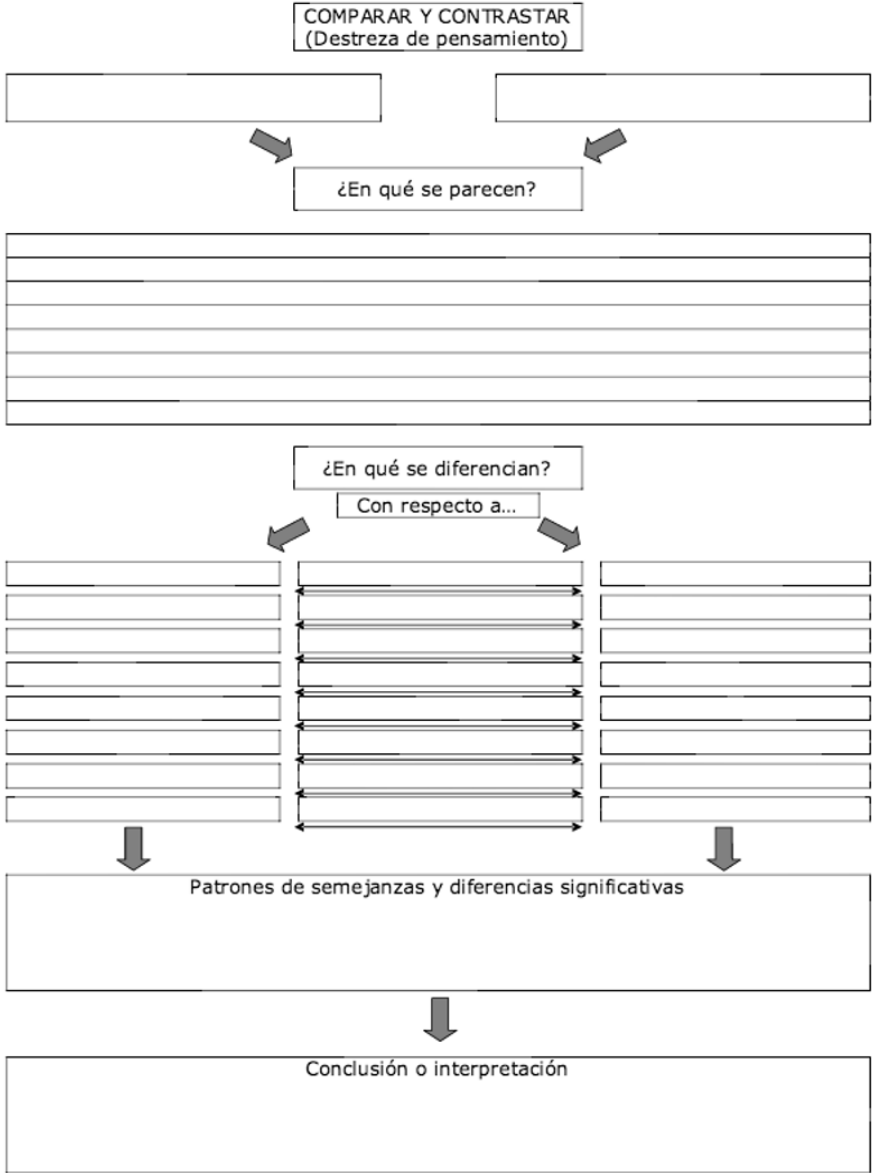 COMPARAR Y CONTRASTAR
(Destreza de pensamiento)
¿En qué se parecen?
¿En qué se diferencian?
Con respecto a...
Patrones de semejanzas y diferencias significativas
Conclusión o interpretación